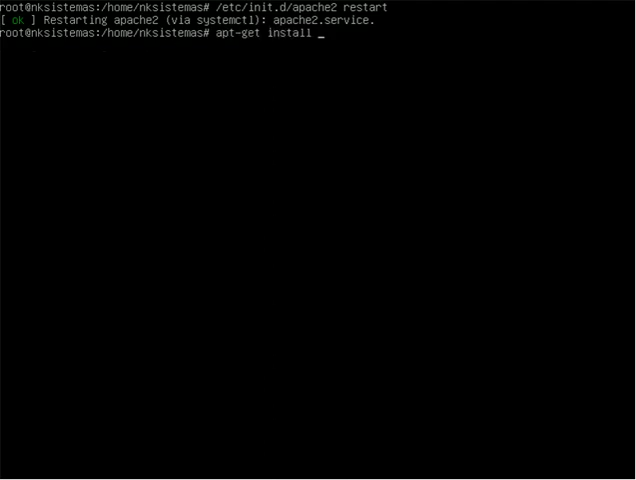 root@nksistemas:/home/nksistemas# /etc/init.d/apache2 restart
[ ok ] Restarting apache2 (via systemctl): apache2.service.
root@nksistemas:/home/nksistemas# apt-get install _